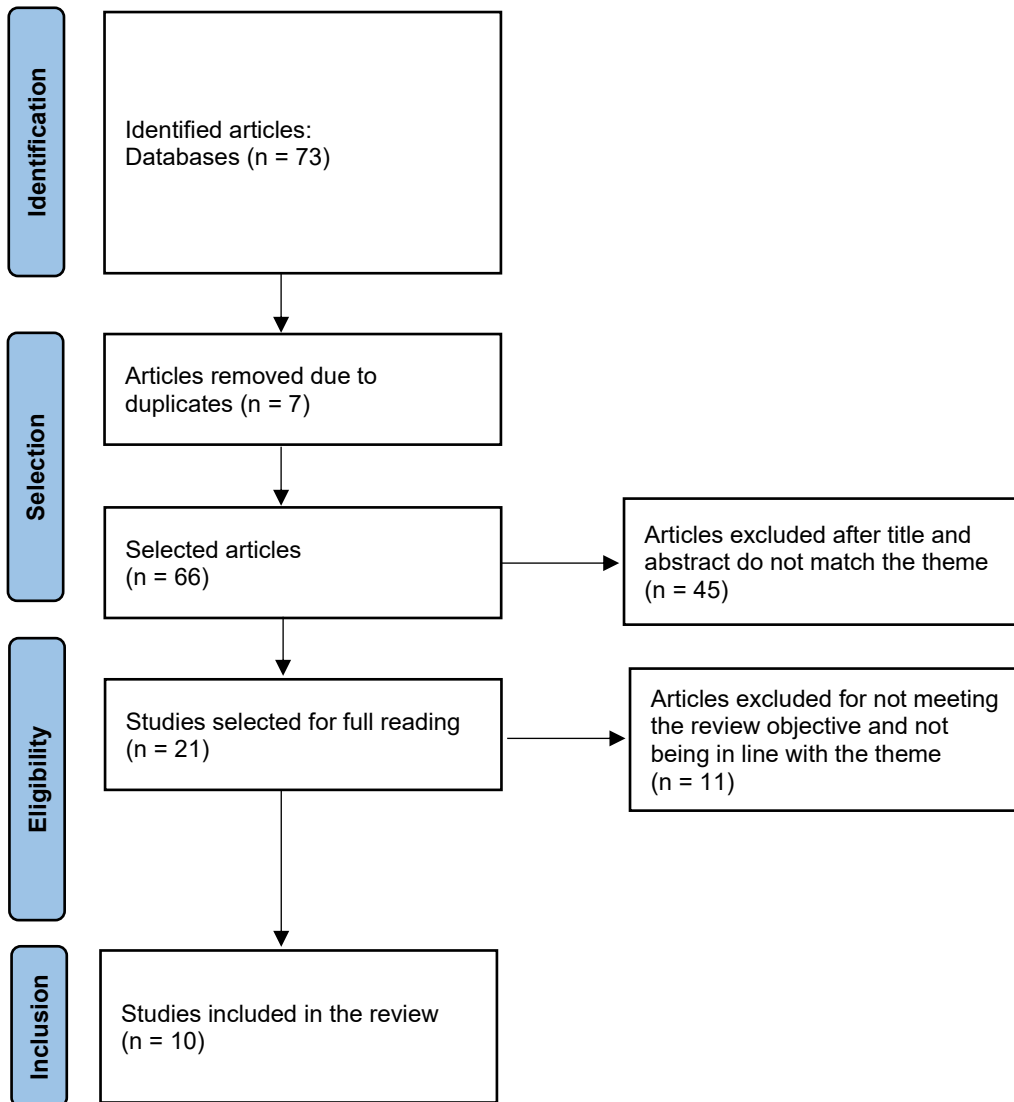 Identification
Identified articles:
Databases (n = 73)
Selection
Articles removed due to
duplicates (n = 7)
Selected articles
(n = 66)
Articles excluded after title and
abstract do not match the theme
(n = 45)
Eligibility
Studies selected for full reading
(n = 21)
Articles excluded for not meeting
the review objective and not
being in line with the theme
(n = 11)
Inclusion
Studies included in the review
(n = 10)